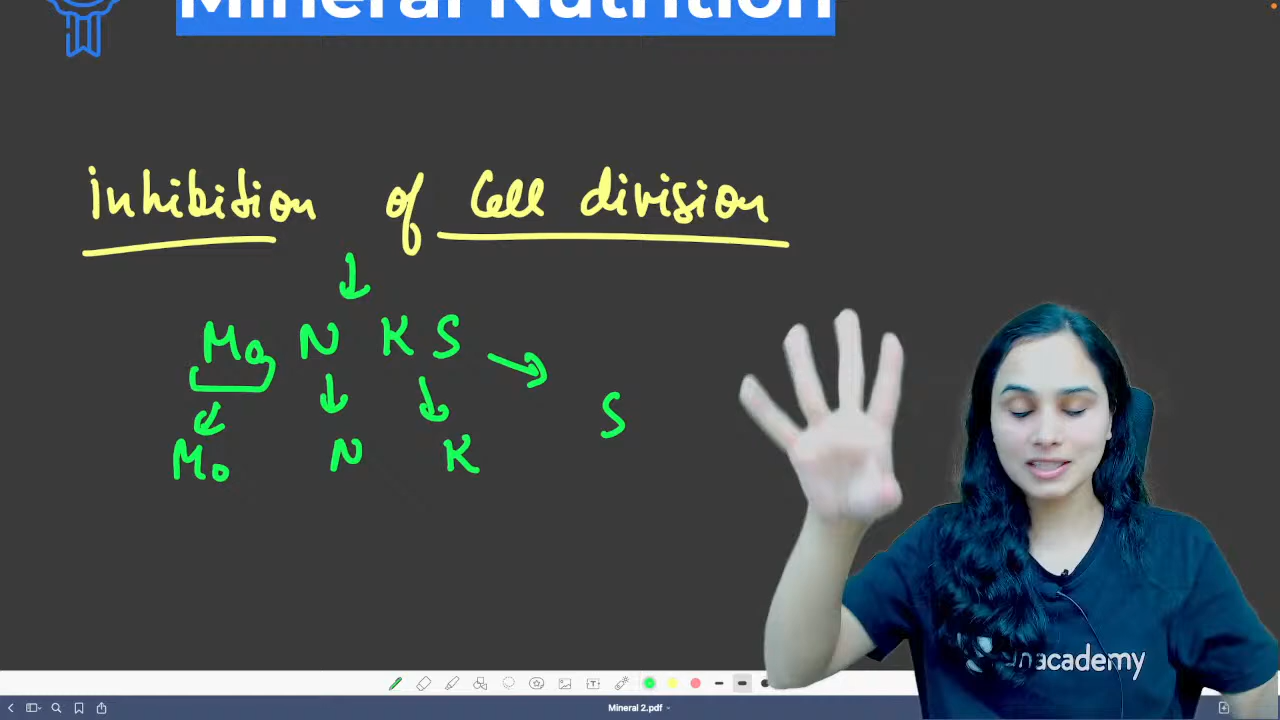 Mineral Nutrition
inhibition of Cell division
Mo N K S
Mo N K
S
unacademy
Mineral 2.pdf